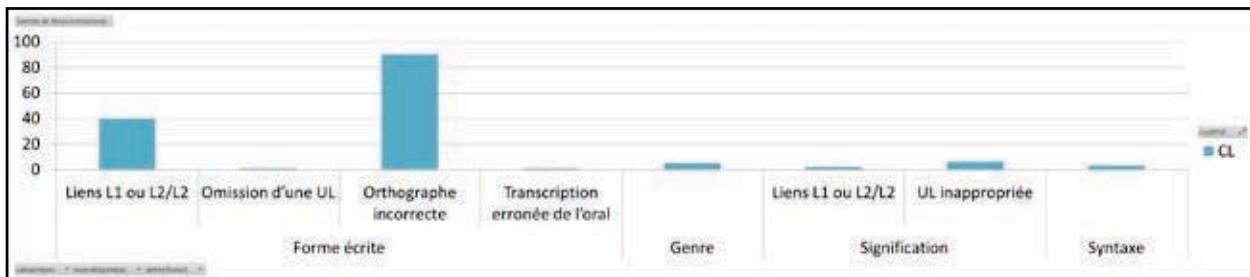 100
80
60
40
20
0
Liens L1 ou L2/L2 Omission d'une UL Orthographe incorrecte Transcription erronée de l'oral Liens L1 ou L2/L2 UL inappropriée
Forme écrite Genre Signification Syntaxe
CL